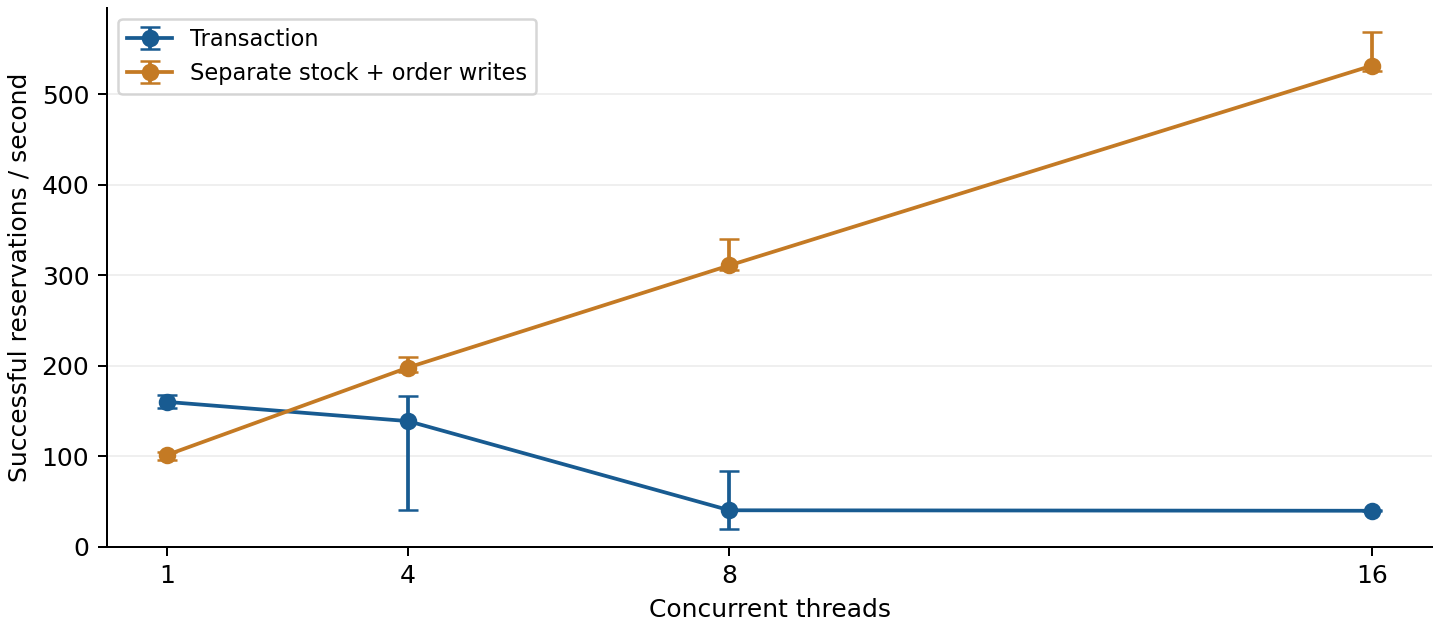 Transaction
Separate stock + order writes
Successful reservations / second
500
400
300
200
100
0
1 4 8 16
Concurrent threads